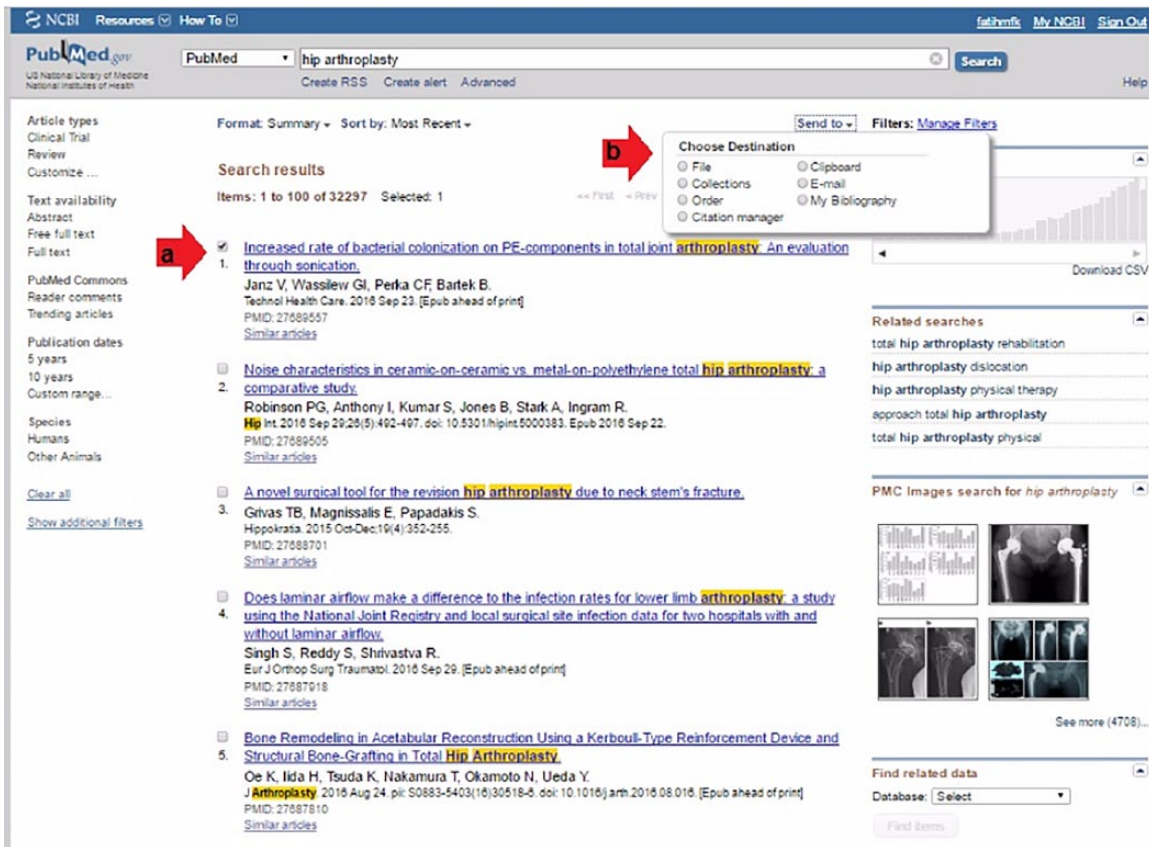 NCBI Resources How To fatihmfk My NCBI Sign Out
PubMed.gov
US National Library of Medicine
National Institutes of Health
PubMed hip arthroplasty Search
Create RSS Create alert Advanced Help
Article types
Clinical Trial
Review
Customize ...
Text availability
Abstract
Free full text
Full text
PubMed Commons
Reader comments
Trending articles
Publication dates
5 years
10 years
Custom range...
Species
Humans
Other Animals
Clear all
Show additional filters
Format: Summary Sort by: Most Recent Send to
b
Choose Destination
File Clipboard
Collections E-mail
Order My Bibliography
Citation manager
Search results
Items: 1 to 100 of 32297 Selected: 1 << First < Prev
a
Increased rate of bacterial colonization on PE-components in total joint arthroplasty: An evaluation
1. through sonication.
Janz V, Wassilew GI, Perka CF, Bartek B.
Technol Health Care. 2016 Sep 23. [Epub ahead of print]
PMID: 27689557
Similar articles
Noise characteristics in ceramic-on-ceramic vs. metal-on-polyethylene total hip arthroplasty: a
2. comparative study.
Robinson PG, Anthony I, Kumar S, Jones B, Stark A, Ingram R.
Hip Int. 2016 Sep 29;26(5):492-497. doi: 10.5301/hipint.5000383. Epub 2016 Sep 22.
PMID: 27689505
Similar articles
A novel surgical tool for the revision hip arthroplasty due to neck stem's fracture.
3. Grivas TB, Magnissalis E, Papadakis S.
Hippokratia. 2015 Oct-Dec;19(4):352-255.
PMID: 27688701
Similar articles
Does laminar airflow make a difference to the infection rates for lower limb arthroplasty: a study
4. using the National Joint Registry and local surgical site infection data for two hospitals with and
without laminar airflow.
Singh S, Reddy S, Shrivastva R.
Eur J Orthop Surg Traumatol. 2016 Sep 29. [Epub ahead of print]
PMID: 27687918
Similar articles
Bone Remodeling in Acetabular Reconstruction Using a Kerboull-Type Reinforcement Device and
5. Structural Bone-Grafting in Total Hip Arthroplasty.
Oe K, Iida H, Tsuda K, Nakamura T, Okamoto N, Ueda Y.
J Arthroplasty. 2016 Aug 24. pii: S0883-5403(16)30518-6. doi: 10.1016/j.arth.2016.08.016. [Epub ahead of print]
PMID: 27687810
Similar articles
Filters: Manage Filters
Download CSV
Related searches
total hip arthroplasty rehabilitation
hip arthroplasty dislocation
hip arthroplasty physical therapy
approach total hip arthroplasty
total hip arthroplasty physical
PMC Images search for hip arthroplasty
See more (4708)...
Find related data
Database: Select
Find items